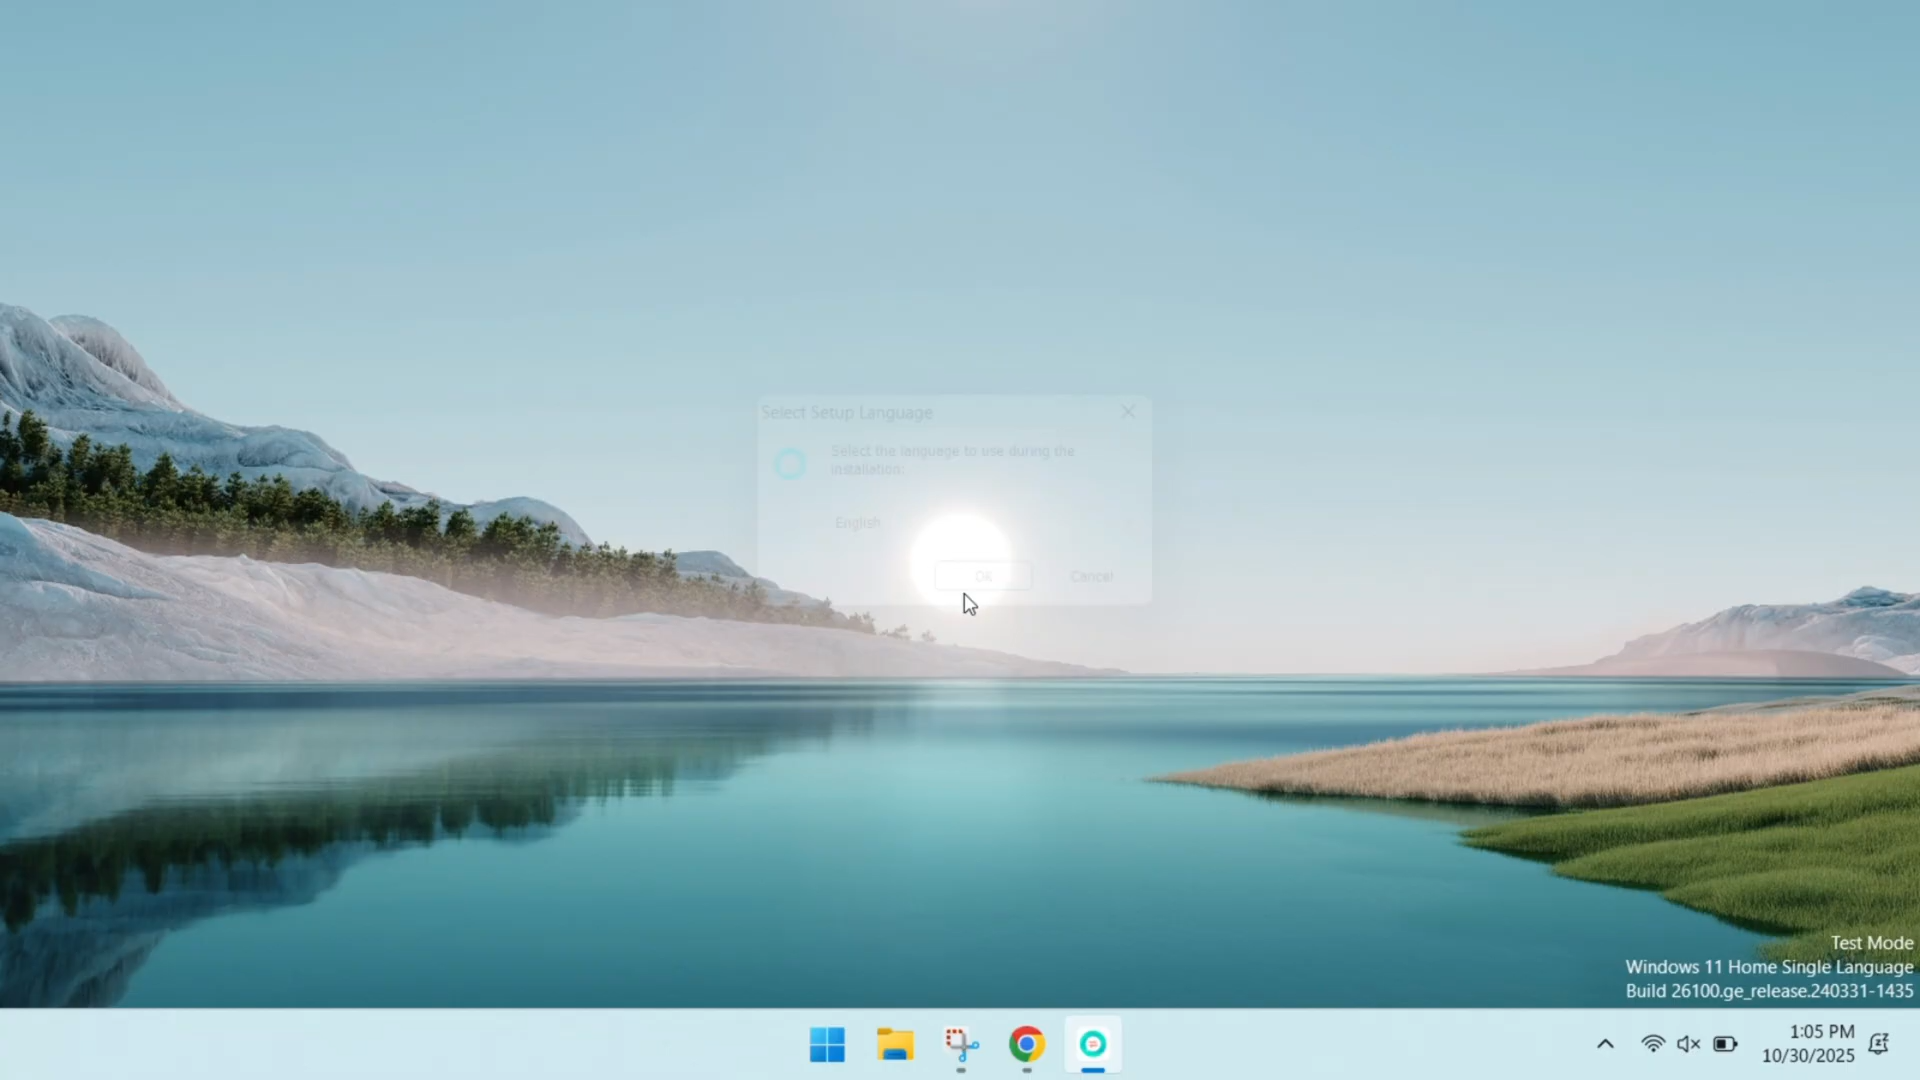 Select Setup Language
Select the language to use during the
installation:
English
OK
Cancel
Test Mode
Windows 11 Home Single Language
Build 26100.ge_release.240331-1435
1:05 PM
10/30/2025